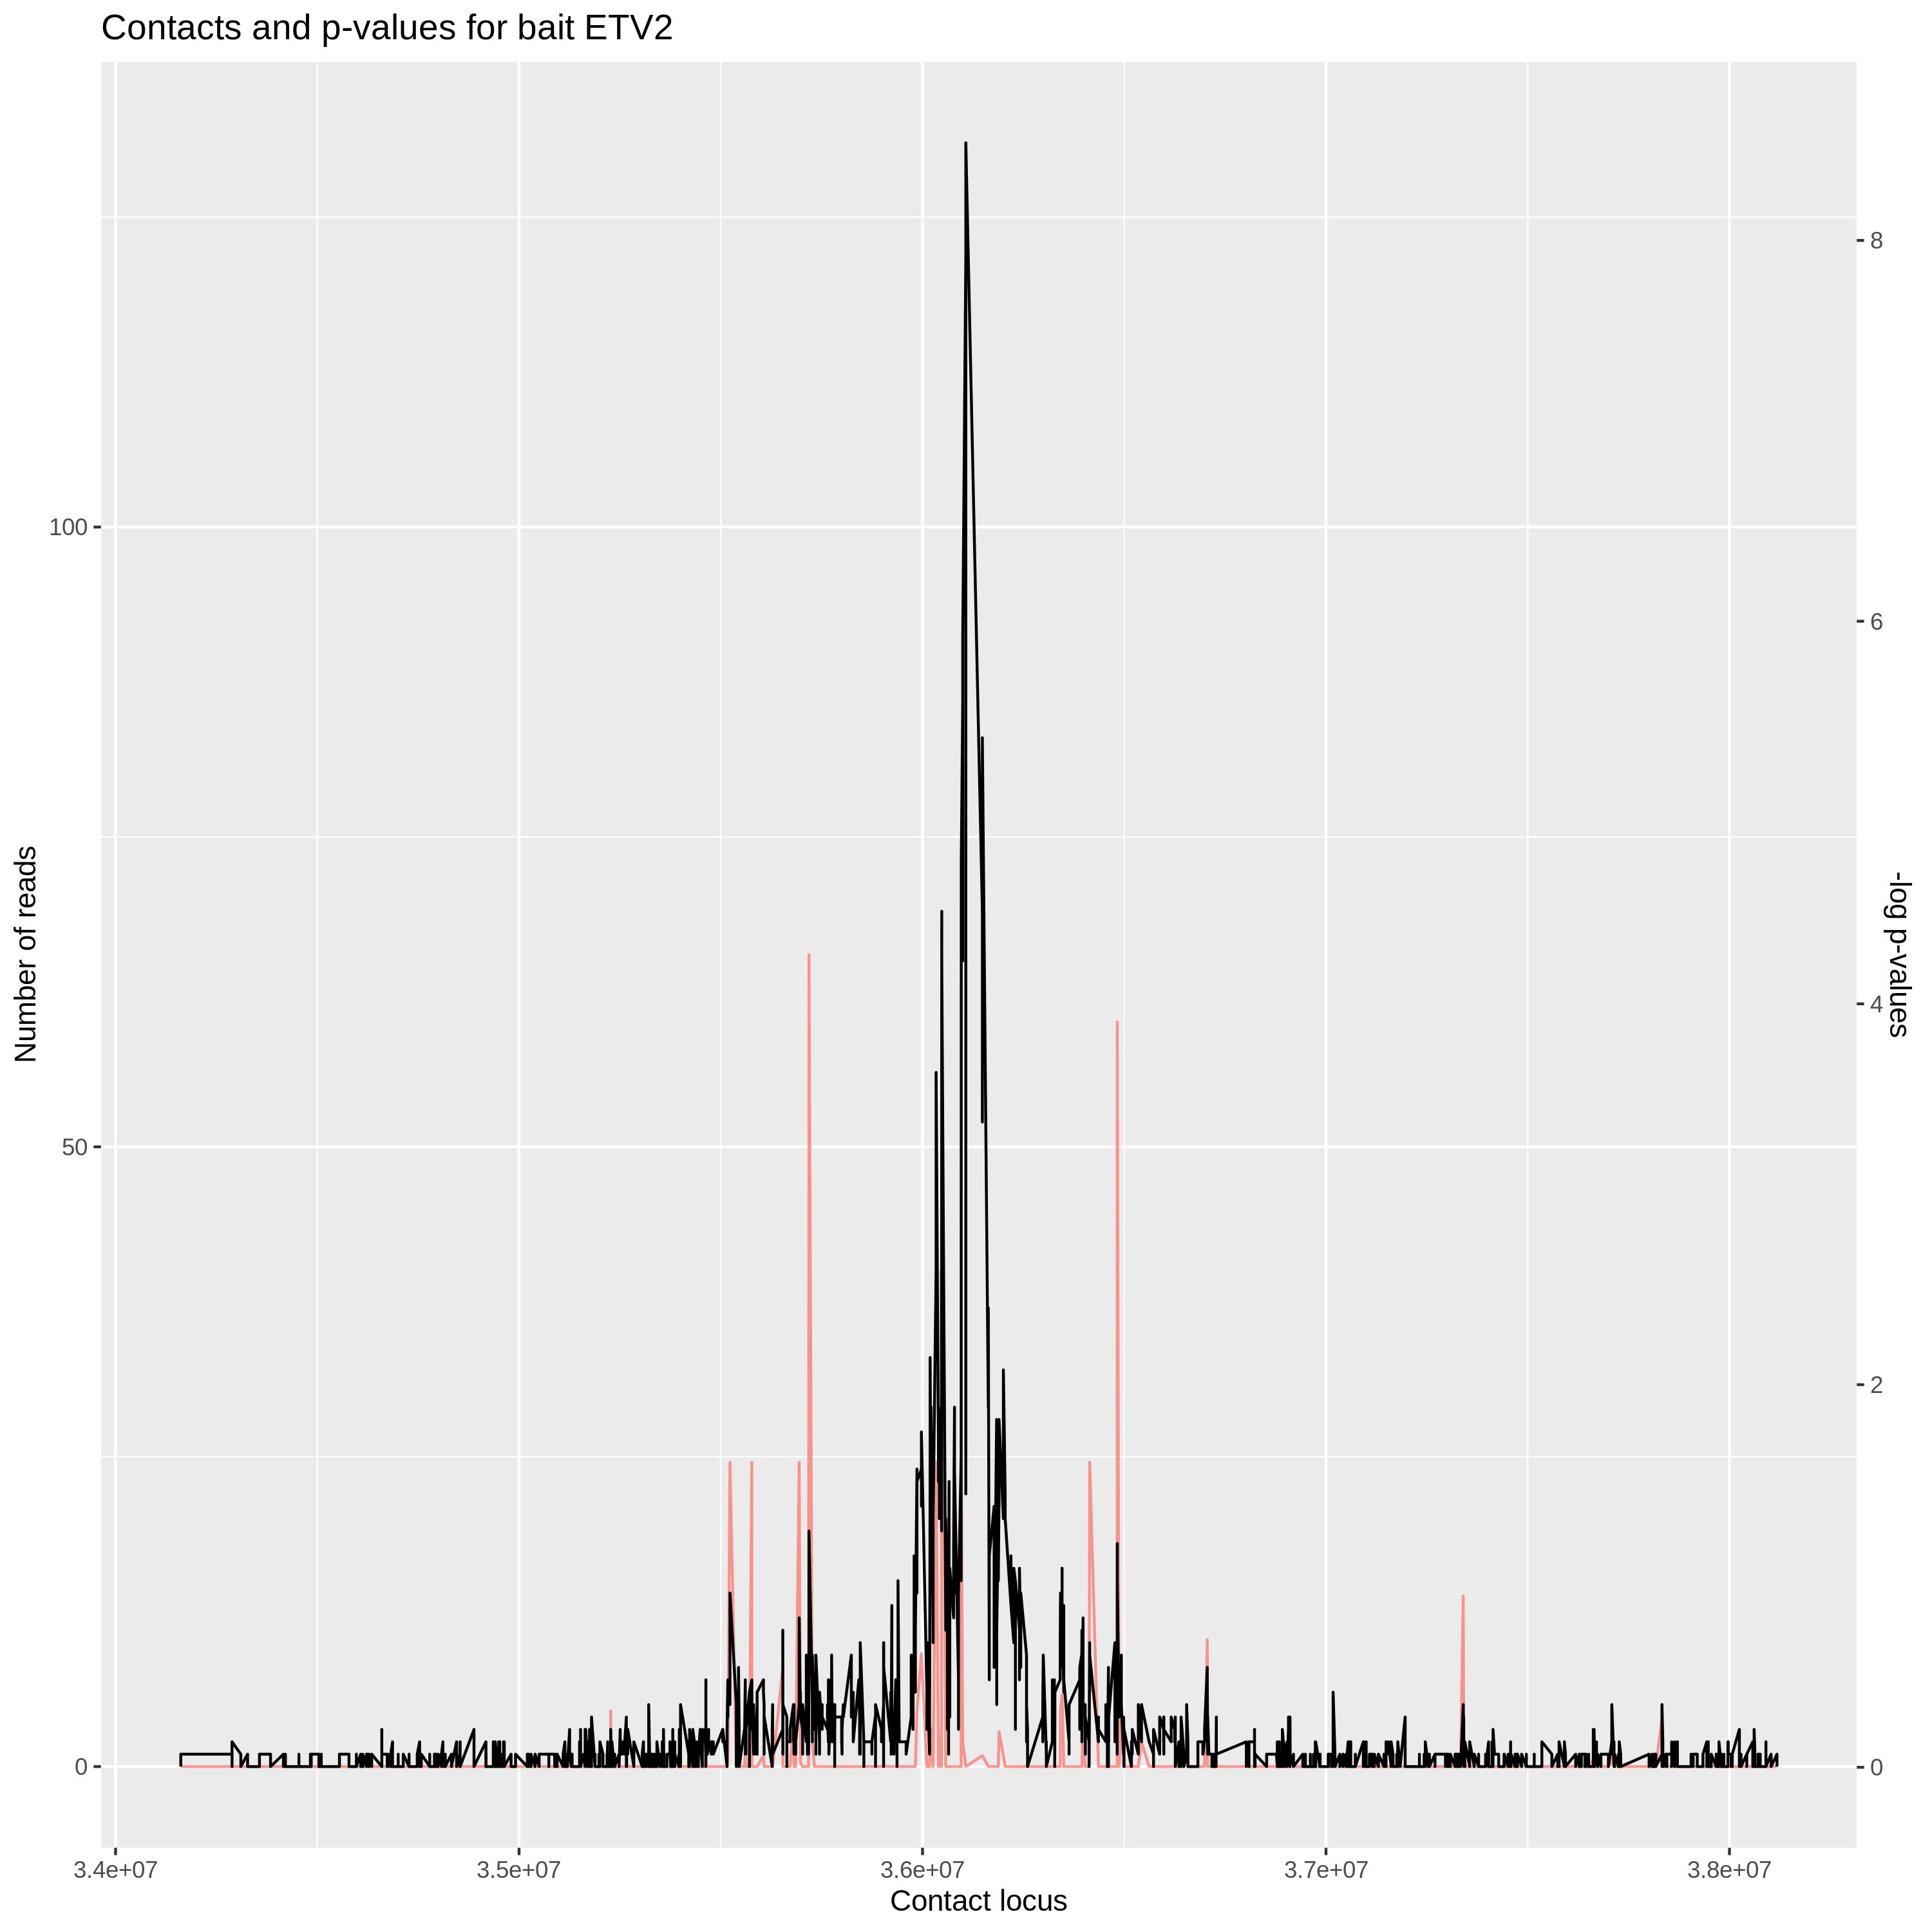 Contacts and p-values for bait ETV2
Number of reads
100
50
0
8
6
4
2
0
-log p-values
3.4e+07
3.5e+07
3.6e+07
3.7e+07
3.8e+07
Contact locus